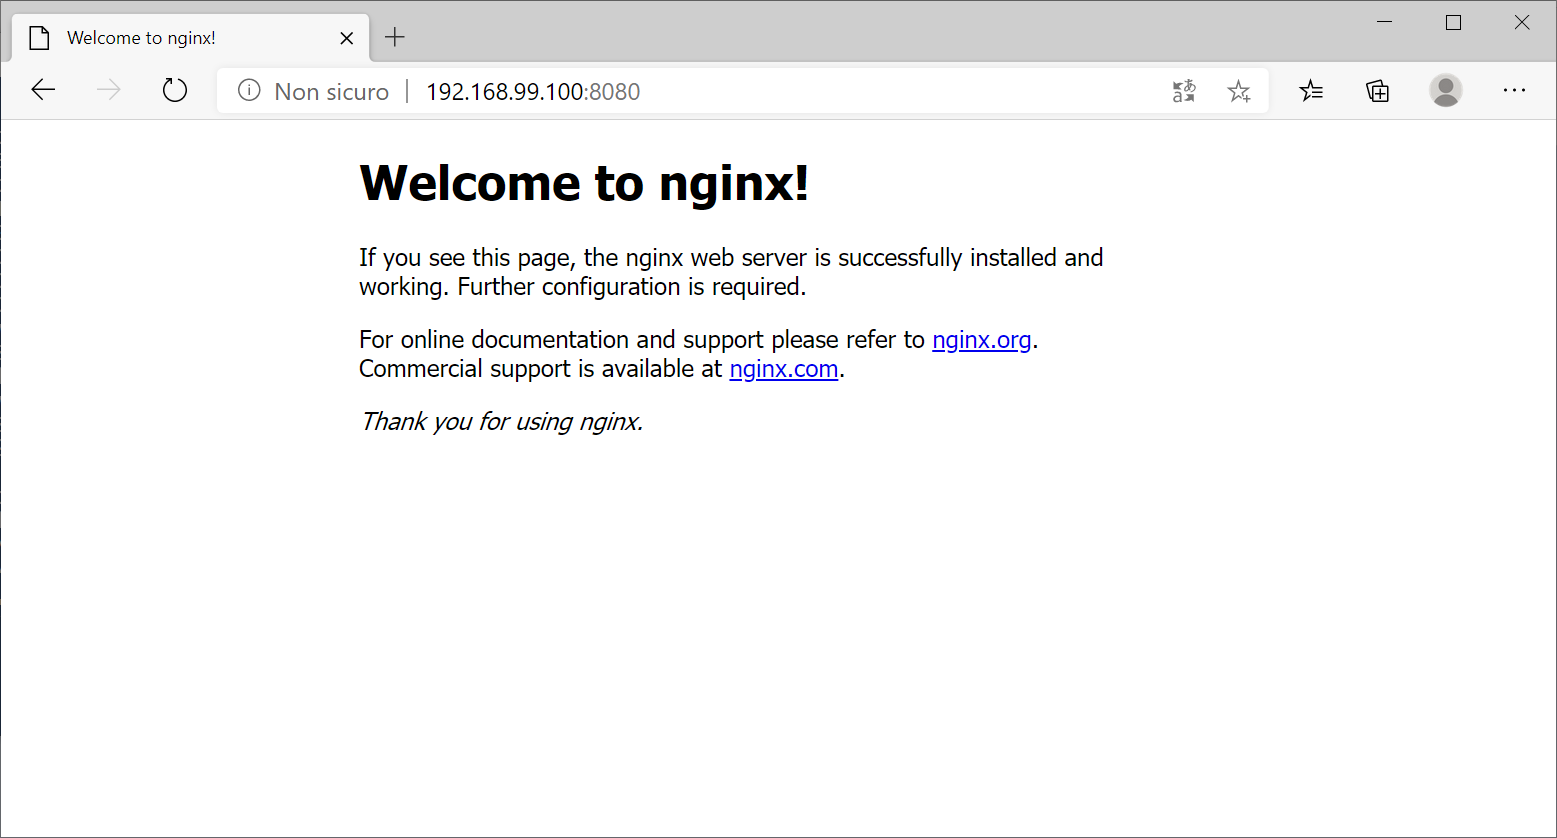 Welcome to nginx!
Non sicuro | 192.168.99.100:8080
Welcome to nginx!
If you see this page, the nginx web server is successfully installed and
working. Further configuration is required.
For online documentation and support please refer to nginx.org.
Commercial support is available at nginx.com.
Thank you for using nginx.